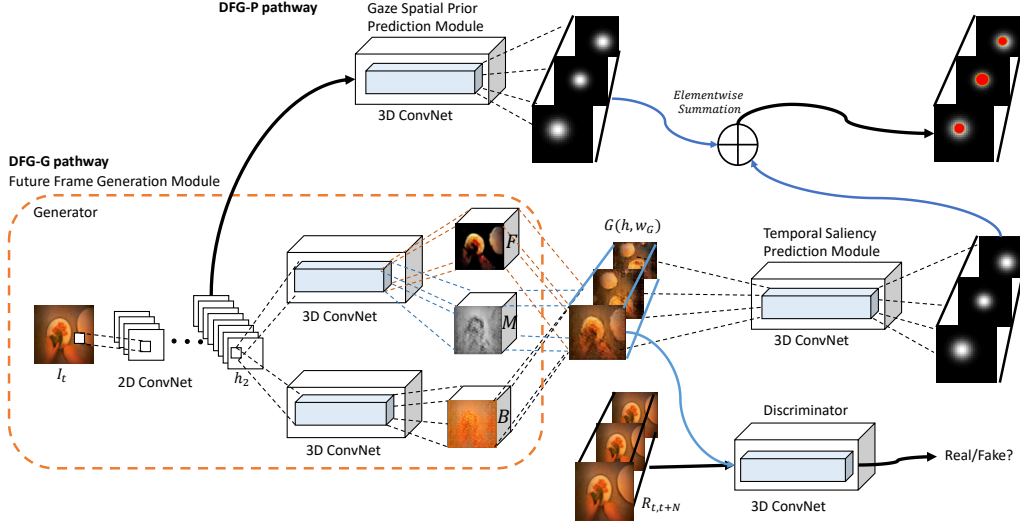 DFG-P pathway
Gaze Spatial Prior
Prediction Module
3D ConvNet
Elementwise
Summation
DFG-G pathway
Future Frame Generation Module
Generator
I_t
2D ConvNet
h_2
3D ConvNet
3D ConvNet
F
M
B
G(h, w_G)
Temporal Saliency
Prediction Module
3D ConvNet
R_{t,t+N}
Discriminator
3D ConvNet
Real/Fake?